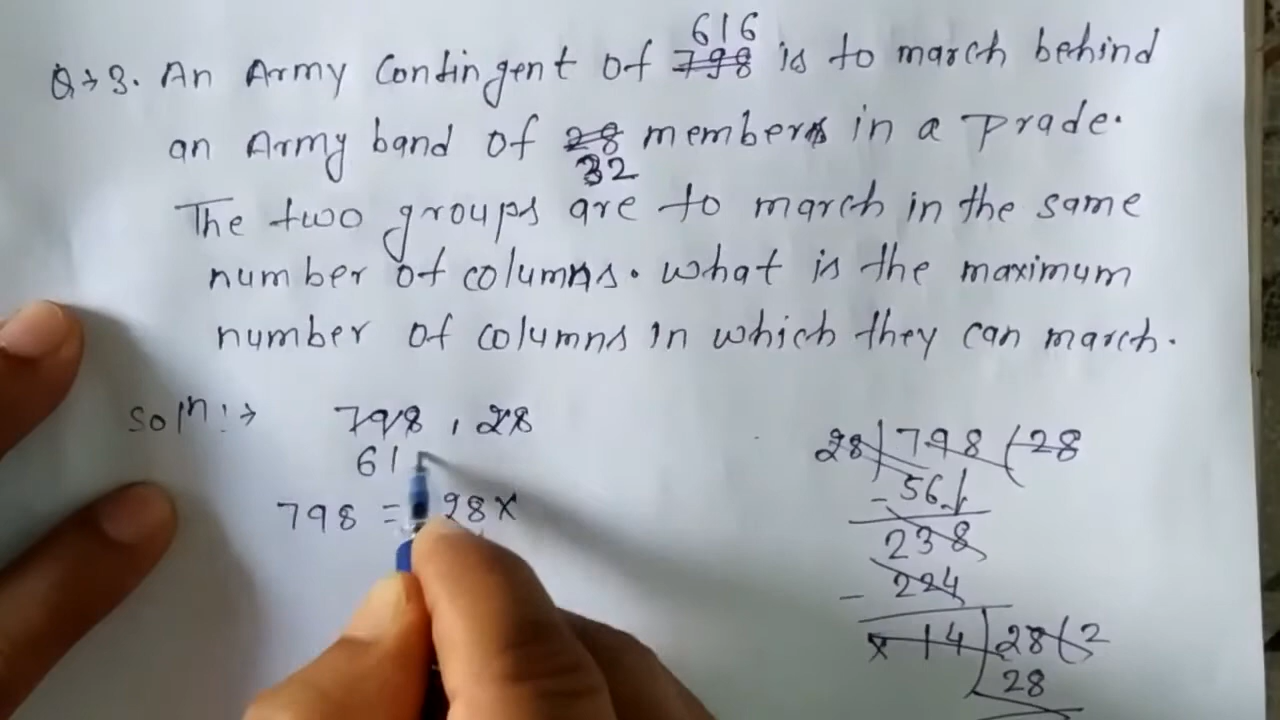 616
Q→3. An Army Contingent of 798 is to march behind
an Army band of 28 members in a Prade.
32
The two groups are to march in the same
number of columns. What is the maximum
number of columns in which they can march.
Soln:→ 798, 28
61
798 = 28×
28)798(28
-56↓
238
-224
×14)28(2
28